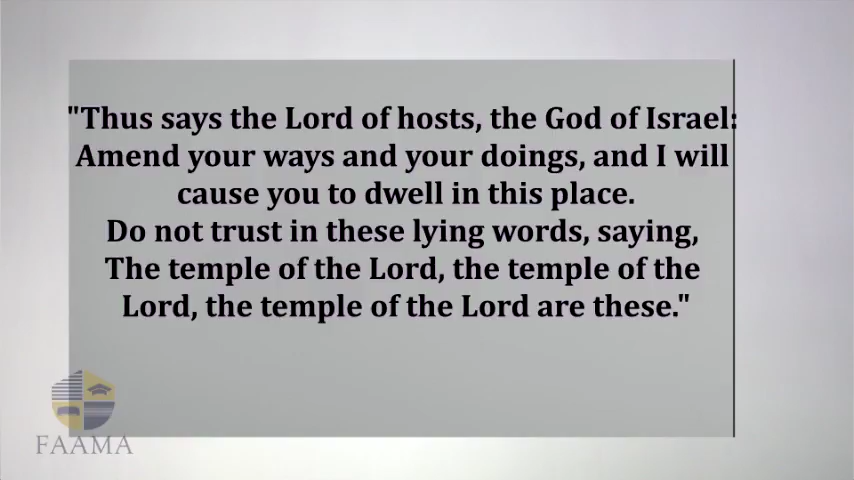 "Thus says the Lord of hosts, the God of Israel:
Amend your ways and your doings, and I will
cause you to dwell in this place.
Do not trust in these lying words, saying,
The temple of the Lord, the temple of the
Lord, the temple of the Lord are these."
FAAMA